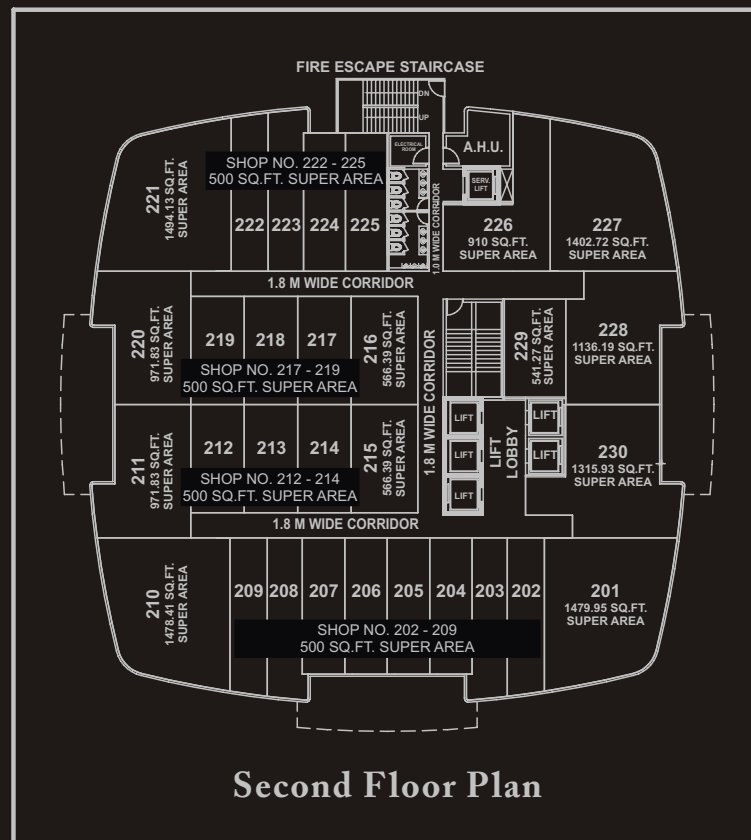 FIRE ESCAPE STAIRCASE
DN
UP
ELECTRICAL
ROOM
A.H.U.
SERV.
LIFT
221
1494.13 SQ.FT.
SUPER AREA
SHOP NO. 222 - 225
500 SQ.FT. SUPER AREA
222
223
224
225
1.0 M WIDE CORRIDOR
226
910 SQ.FT.
SUPER AREA
227
1402.72 SQ.FT.
SUPER AREA
1.8 M WIDE CORRIDOR
220
971.83 SQ.FT.
SUPER AREA
219
218
217
216
566.39 SQ.FT.
SUPER AREA
SHOP NO. 217 - 219
500 SQ.FT. SUPER AREA
1.8 M WIDE CORRIDOR
229
541.27 SQ.FT.
SUPER AREA
228
1136.19 SQ.FT.
SUPER AREA
211
971.83 SQ.FT.
SUPER AREA
212
213
214
215
566.39 SQ.FT.
SUPER AREA
SHOP NO. 212 - 214
500 SQ.FT. SUPER AREA
LIFT
LIFT
LIFT
LIFT
LOBBY
LIFT
LIFT
230
1315.93 SQ.FT.
SUPER AREA
1.8 M WIDE CORRIDOR
210
1478.41 SQ.FT.
SUPER AREA
209
208
207
206
205
204
203
202
201
1479.95 SQ.FT.
SUPER AREA
SHOP NO. 202 - 209
500 SQ.FT. SUPER AREA
Second Floor Plan